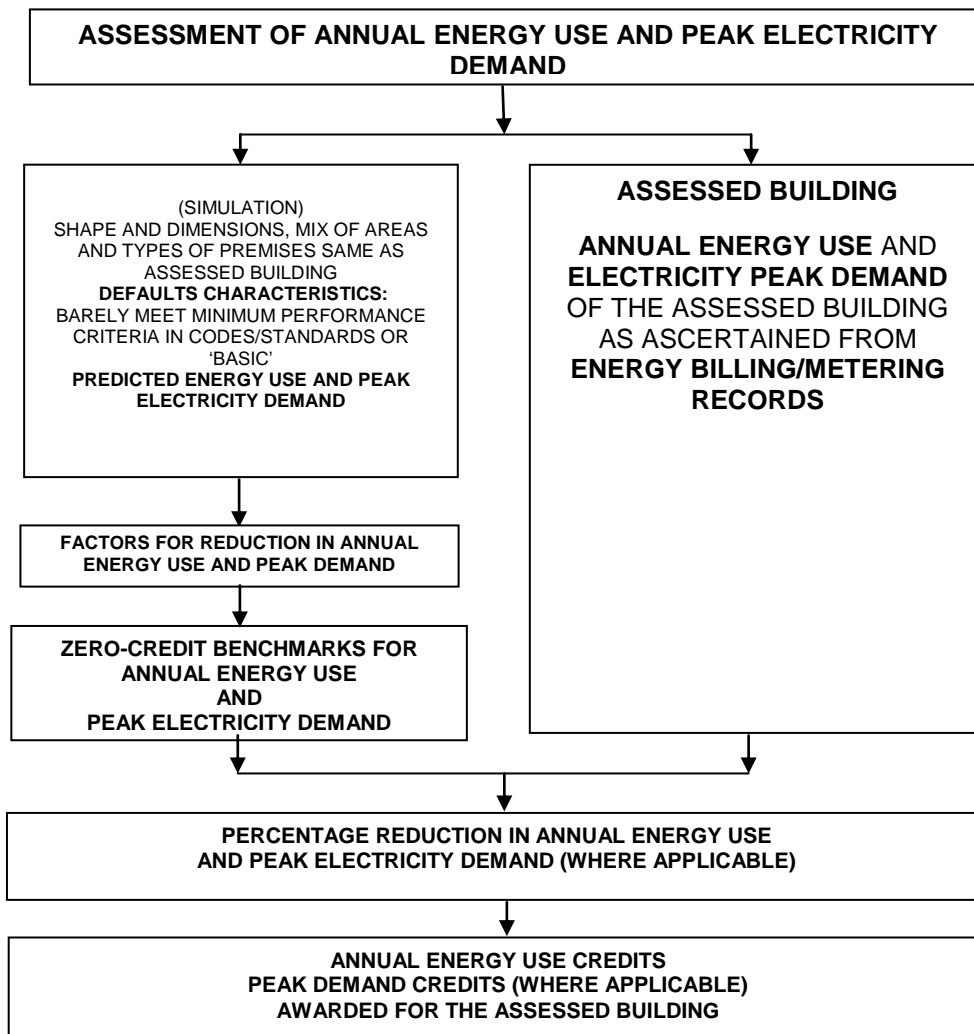 ASSESSMENT OF ANNUAL ENERGY USE AND PEAK ELECTRICITY
DEMAND
(SIMULATION)
SHAPE AND DIMENSIONS, MIX OF AREAS
AND TYPES OF PREMISES SAME AS
ASSESSED BUILDING
DEFAULTS CHARACTERISTICS:
BARELY MEET MINIMUM PERFORMANCE
CRITERIA IN CODES/STANDARDS OR
‘BASIC’
PREDICTED ENERGY USE AND PEAK
ELECTRICITY DEMAND
ASSESSED BUILDING
ANNUAL ENERGY USE AND
ELECTRICITY PEAK DEMAND
OF THE ASSESSED BUILDING
AS ASCERTAINED FROM
ENERGY BILLING/METERING
RECORDS
FACTORS FOR REDUCTION IN ANNUAL
ENERGY USE AND PEAK DEMAND
ZERO-CREDIT BENCHMARKS FOR
ANNUAL ENERGY USE
AND
PEAK ELECTRICITY DEMAND
PERCENTAGE REDUCTION IN ANNUAL ENERGY USE
AND PEAK ELECTRICITY DEMAND (WHERE APPLICABLE)
ANNUAL ENERGY USE CREDITS
PEAK DEMAND CREDITS (WHERE APPLICABLE)
AWARDED FOR THE ASSESSED BUILDING